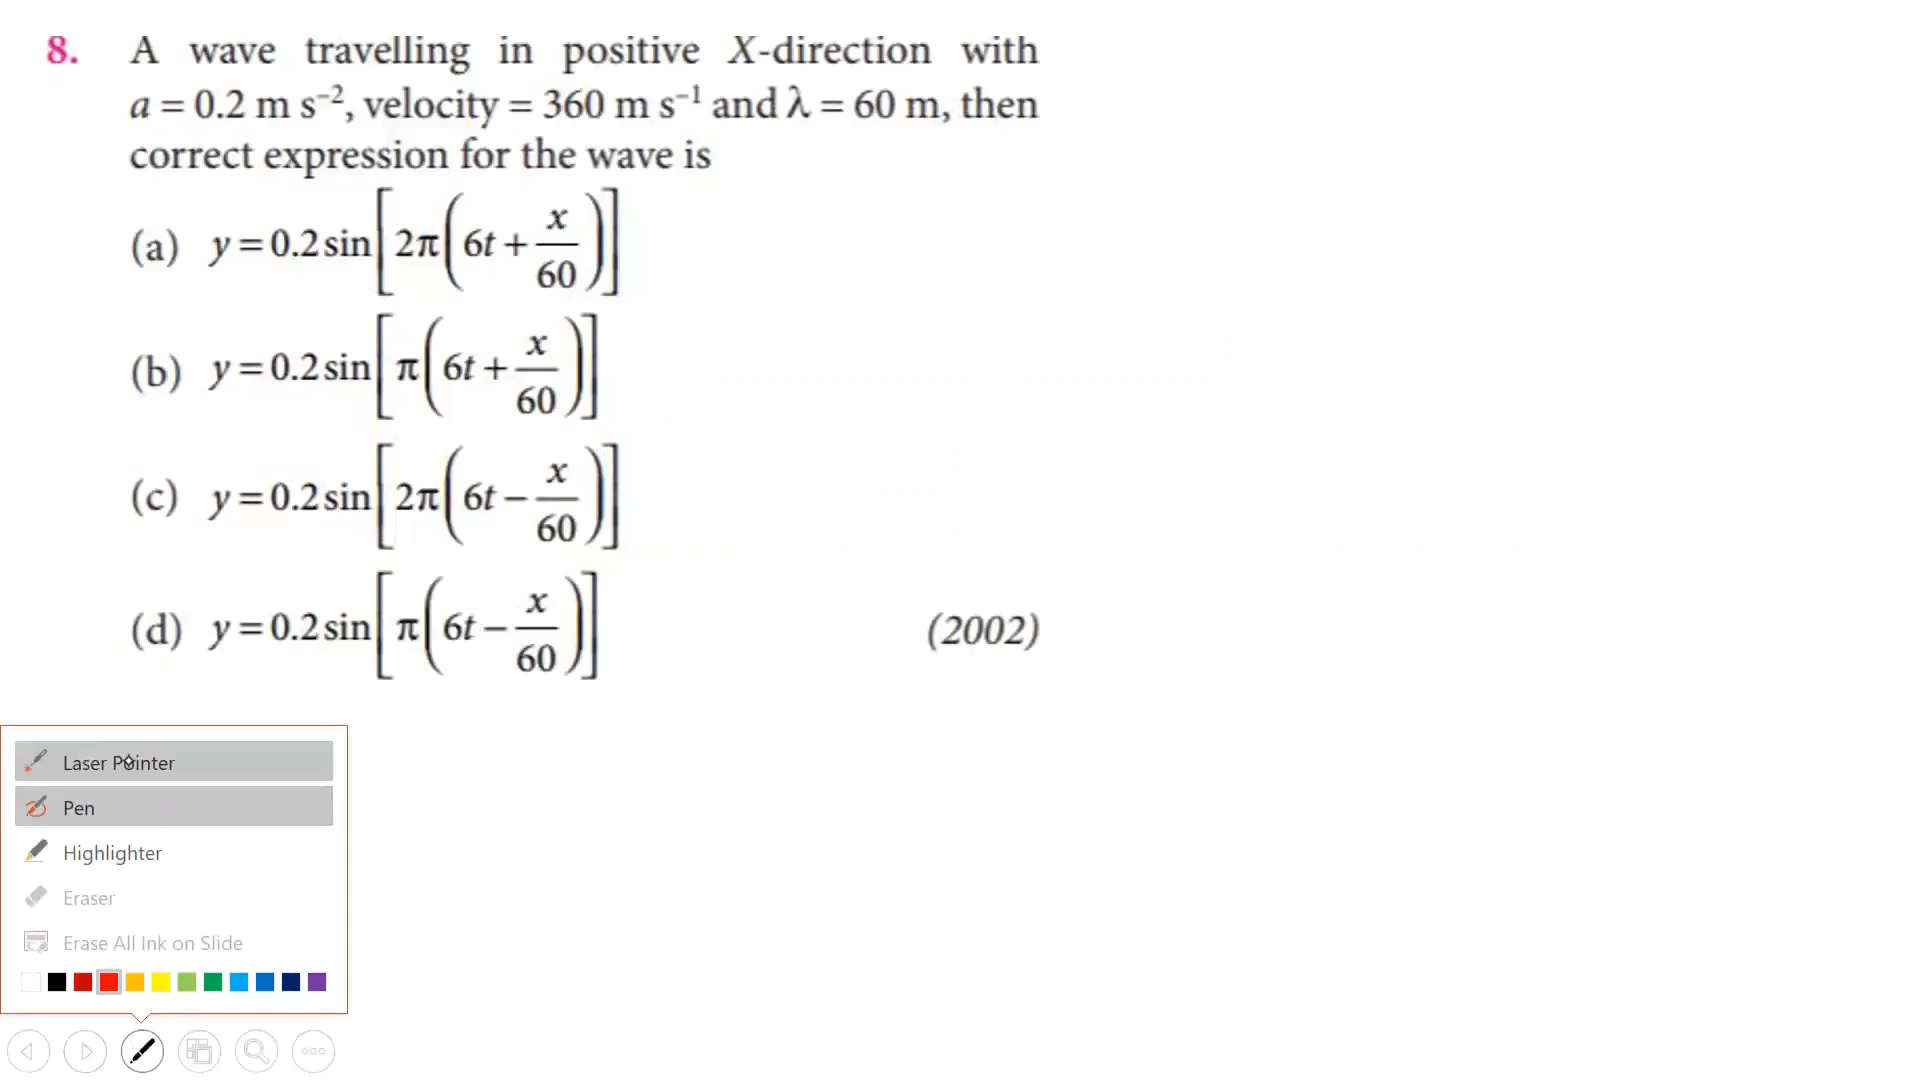 8. A wave travelling in positive X-direction with
a = 0.2 m s⁻², velocity = 360 m s⁻¹ and λ = 60 m, then
correct expression for the wave is
(a) y = 0.2 sin[2π(6t + x/60)]
(b) y = 0.2 sin[π(6t + x/60)]
(c) y = 0.2 sin[2π(6t − x/60)]
(d) y = 0.2 sin[π(6t − x/60)] (2002)
Laser Pointer
Pen
Highlighter
Eraser
Erase All Ink on Slide